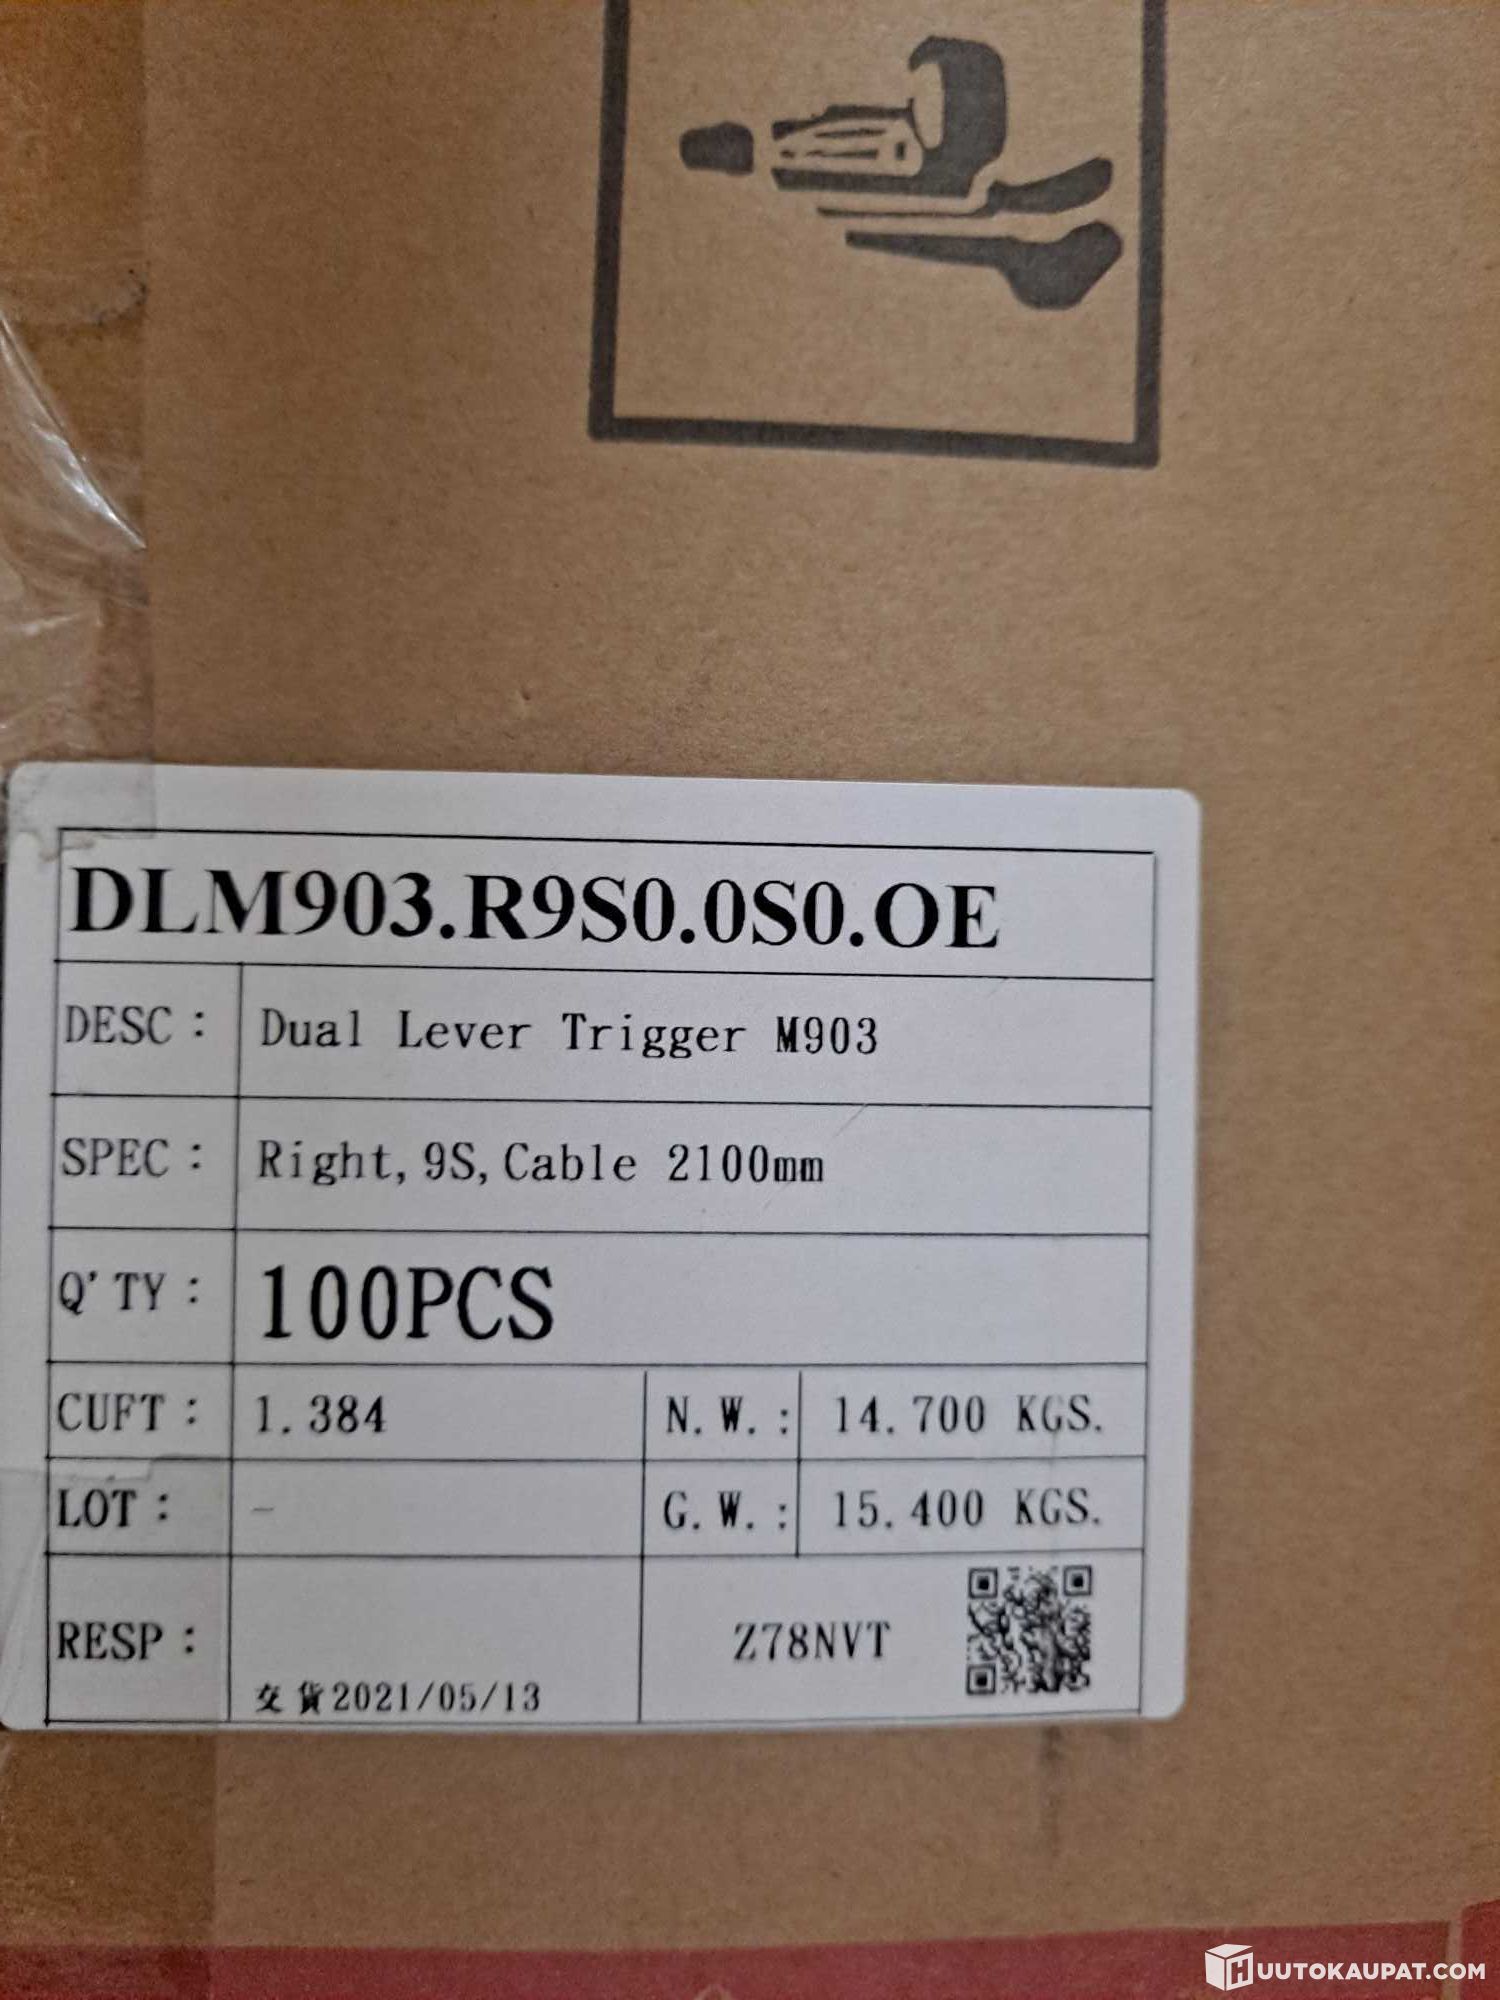 DLM903.R9S0.0S0.OE
DESC： Dual Lever Trigger M903
SPEC： Right,9S,Cable 2100mm
Q'TY： 100PCS
CUFT： 1.384 N.W.： 14.700 KGS.
LOT： - G.W.： 15.400 KGS.
RESP： Z78NVT
交貨2021/05/13
HUUTOKAUPAT.COM